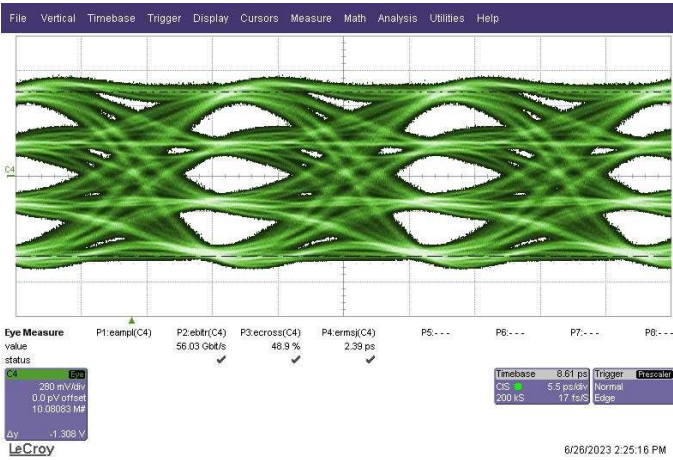 File Vertical Timebase Trigger Display Cursors Measure Math Analysis Utilities Help
C4
Eye Measure P1:eampl(C4) P2:ebitr(C4) P3:ecross(C4) P4:ermsj(C4) P5:- - - P6:- - - P7:- - - P8:- - -
value 56.03 Gbit/s 48.9 % 2.39 ps
status
C4 Eye
280 mV/div
0.0 pV offset
10.08083 M#
Δy -1.308 V
Timebase 8.61 ps
CIS 5.5 ps/div
200 kS 17 fs/S
Trigger Prescaler
Normal
Edge
LeCroy
6/26/2023 2:25:16 PM